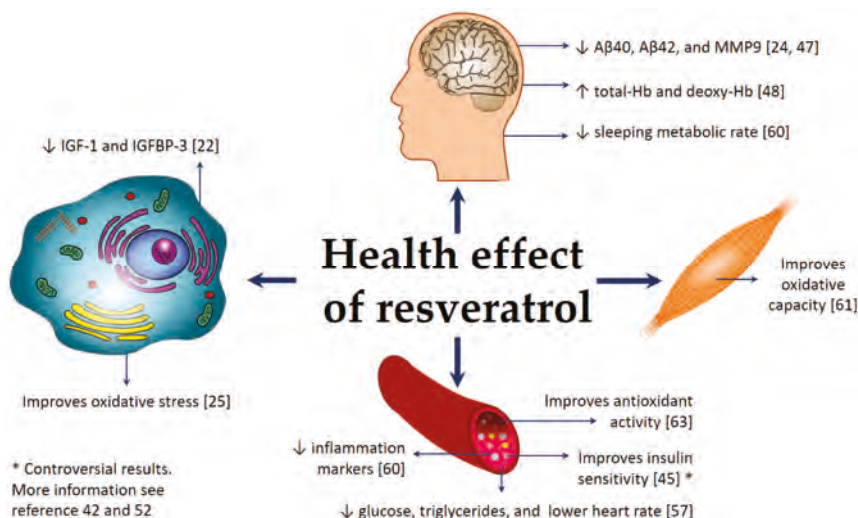 ↓ Aβ40, Aβ42, and MMP9 [24, 47]
↑ total-Hb and deoxy-Hb [48]
↓ sleeping metabolic rate [60]
↓ IGF-1 and IGFBP-3 [22]
Health effect
of resveratrol
Improves
oxidative
capacity [61]
Improves oxidative stress [25]
Improves antioxidant
activity [63]
↓ inflammation
markers [60]
Improves insulin
sensitivity [45] *
↓ glucose, triglycerides, and lower heart rate [57]
* Controversial results.
More information see
reference 42 and 52